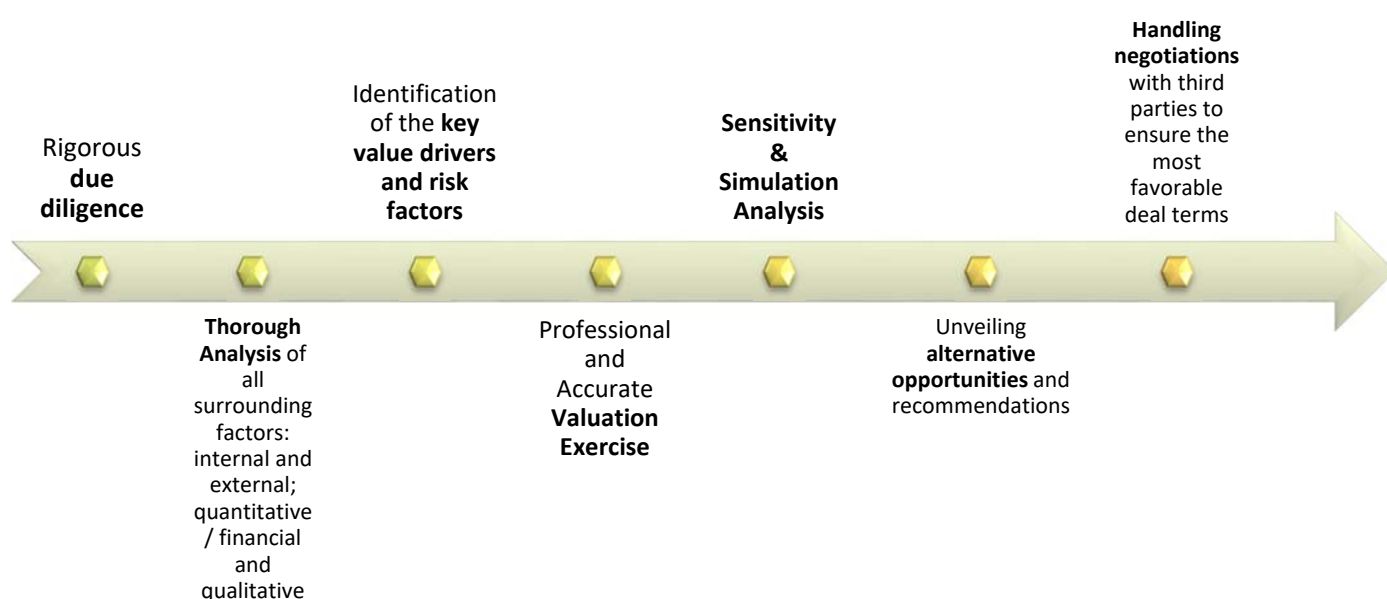 Rigorous
due
diligence
Thorough
Analysis of
all
surrounding
factors:
internal and
external;
quantitative
/ financial
and
qualitative
Identification
of the key
value drivers
and risk
factors
Professional
and
Accurate
Valuation
Exercise
Sensitivity
&
Simulation
Analysis
Unveiling
alternative
opportunities and
recommendations
Handling
negotiations
with third
parties to
ensure the
most
favorable
deal terms